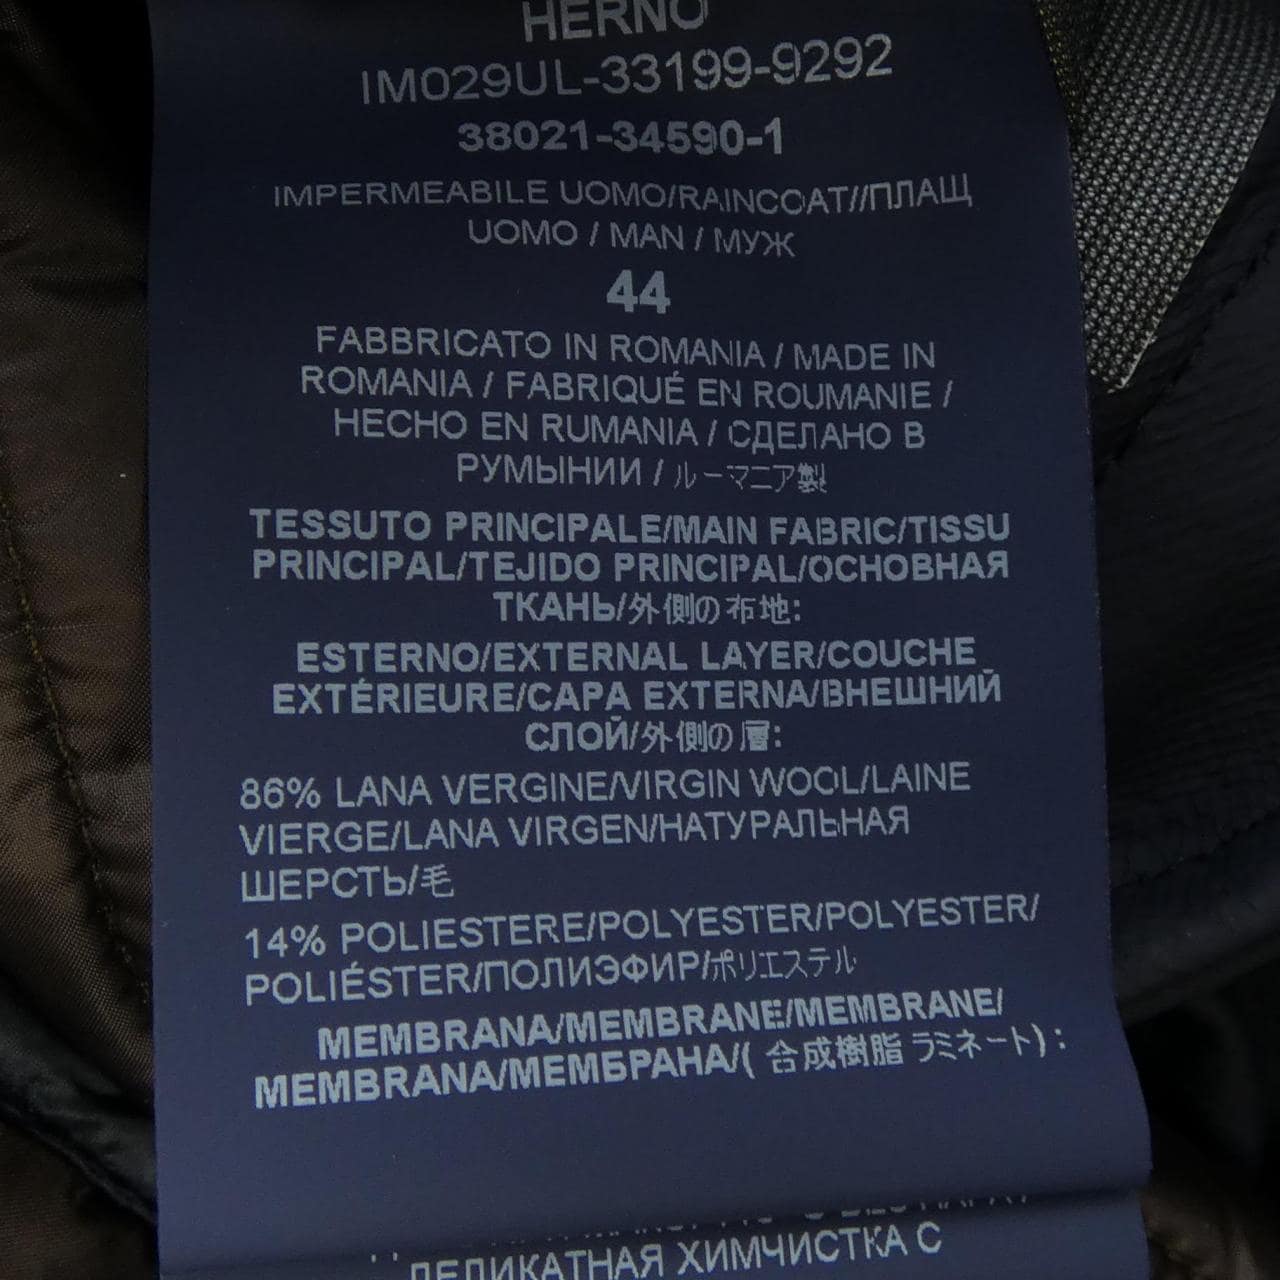 HERNO
IM029UL-33199-9292
38021-34590-1
IMPERMEABILE UOMO/RAINCOAT//ПЛАЩ
UOMO / MAN / МУЖ
44
FABBRICATO IN ROMANIA / MADE IN
ROMANIA / FABRIQUÉ EN ROUMANIE /
HECHO EN RUMANIA / СДЕЛАНО В
РУМЫНИИ / ルーマニア製
TESSUTO PRINCIPALE/MAIN FABRIC/TISSU
PRINCIPAL/TEJIDO PRINCIPAL/ОСНОВНАЯ
ТКАНЬ/外側の布地:
ESTERNO/EXTERNAL LAYER/COUCHE
EXTÉRIEURE/CAPA EXTERNA/ВНЕШНИЙ
СЛОЙ/外側の層:
86% LANA VERGINE/VIRGIN WOOL/LAINE
VIERGE/LANA VIRGEN/НАТУРАЛЬНАЯ
ШЕРСТЬ/毛
14% POLIESTERE/POLYESTER/POLYESTER/
POLIÉSTER/ПОЛИЭФИР/ポリエステル
MEMBRANA/MEMBRANE/MEMBRANE/
MEMBRANA/МЕМБРАНА/( 合成樹脂 ラミネート) :
ДЕЛИКАТНАЯ ХИМЧИСТКА С